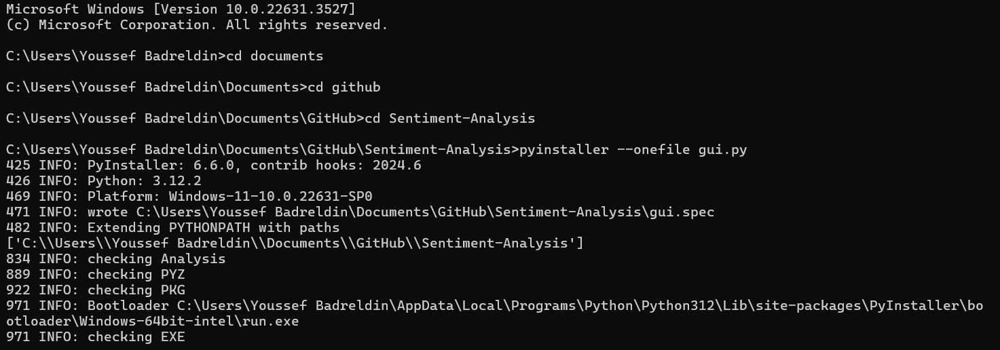 Microsoft Windows [Version 10.0.22631.3527]
(c) Microsoft Corporation. All rights reserved.
C:\Users\Youssef Badreldin>cd documents
C:\Users\Youssef Badreldin\Documents>cd github
C:\Users\Youssef Badreldin\Documents\GitHub>cd Sentiment-Analysis
C:\Users\Youssef Badreldin\Documents\GitHub\Sentiment-Analysis>pyinstaller --onefile gui.py
425 INFO: PyInstaller: 6.6.0, contrib hooks: 2024.6
426 INFO: Python: 3.12.2
469 INFO: Platform: Windows-11-10.0.22631-SP0
471 INFO: wrote C:\Users\Youssef Badreldin\Documents\GitHub\Sentiment-Analysis\gui.spec
482 INFO: Extending PYTHONPATH with paths
['C:\\Users\\Youssef Badreldin\\Documents\\GitHub\\Sentiment-Analysis']
834 INFO: checking Analysis
889 INFO: checking PYZ
922 INFO: checking PKG
971 INFO: Bootloader C:\Users\Youssef Badreldin\AppData\Local\Programs\Python\Python312\Lib\site-packages\PyInstaller\bo
otloader\Windows-64bit-intel\run.exe
971 INFO: checking EXE